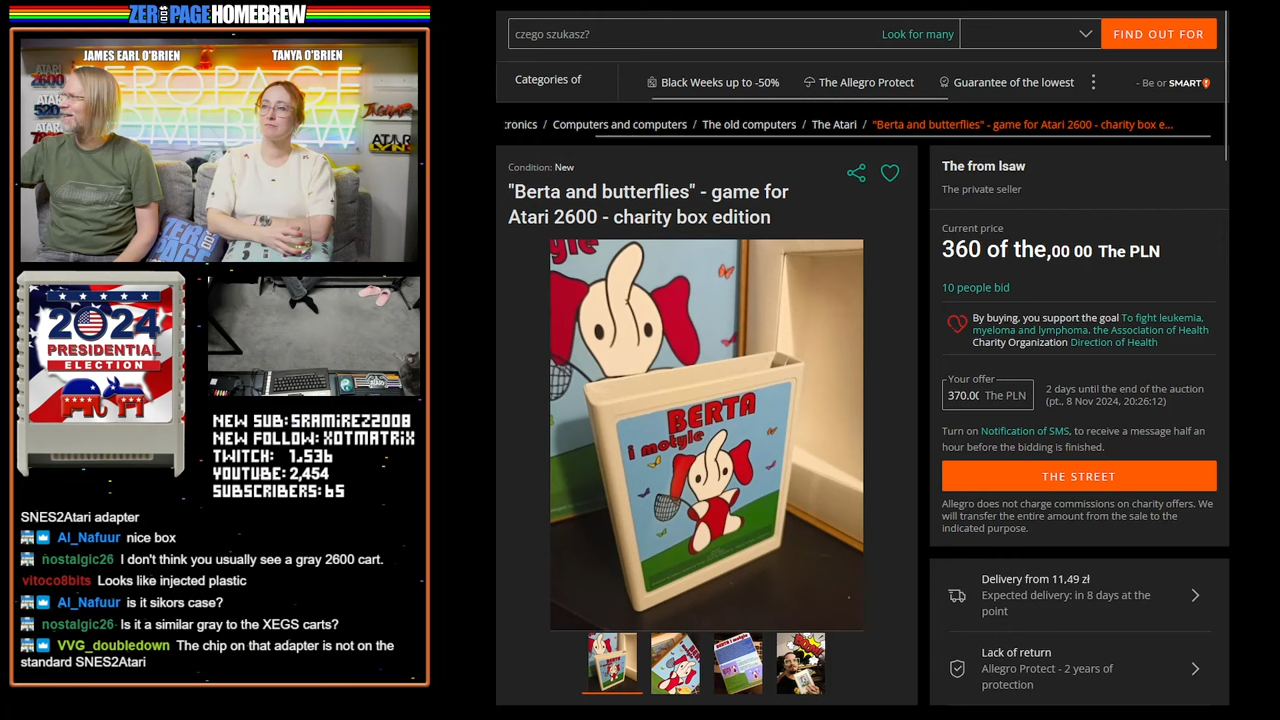 ZEROPAGE HOMEBREW
JAMES EARL O'BRIEN
TANYA O'BRIEN
ATARI
2600
JAGUAR
2024
PRESIDENTIAL
ELECTION
NEW SUB: SRAMIREZ2008
NEW FOLLOW: XOTMATRIX
TWITCH: 1,536
YOUTUBE: 2,454
SUBSCRIBERS: 65
SNES2Atari adapter
Al_Nafuur nice box
nostalgic26 I don't think you usually see a gray 2600 cart.
vitoco8bits Looks like injected plastic
Al_Nafuur is it sikors case?
nostalgic26 Is it a similar gray to the XEGS carts?
VVG_doubledown The chip on that adapter is not on the
standard SNES2Atari
czego szukasz?
Look for many
FIND OUT FOR
Categories of
Black Weeks up to -50%
The Allegro Protect
Guarantee of the lowest
- Be or SMART!
:ronics / Computers and computers / The old computers / The Atari / "Berta and butterflies" - game for Atari 2600 - charity box e...
Condition: New
"Berta and butterflies" - game for
Atari 2600 - charity box edition
BERTA
i motyle
The from lsaw
The private seller
Current price
360 of the,00 00 The PLN
10 people bid
By buying, you support the goal To fight leukemia,
myeloma and lymphoma. the Association of Health
Charity Organization Direction of Health
Your offer
370.0( The PLN
2 days until the end of the auction
(pt., 8 Nov 2024, 20:26:12)
Turn on Notification of SMS, to receive a message half an
hour before the bidding is finished.
THE STREET
Allegro does not charge commissions on charity offers. We
will transfer the entire amount from the sale to the
indicated purpose.
Delivery from 11,49 zł
Expected delivery: in 8 days at the
point
Lack of return
Allegro Protect - 2 years of
protection